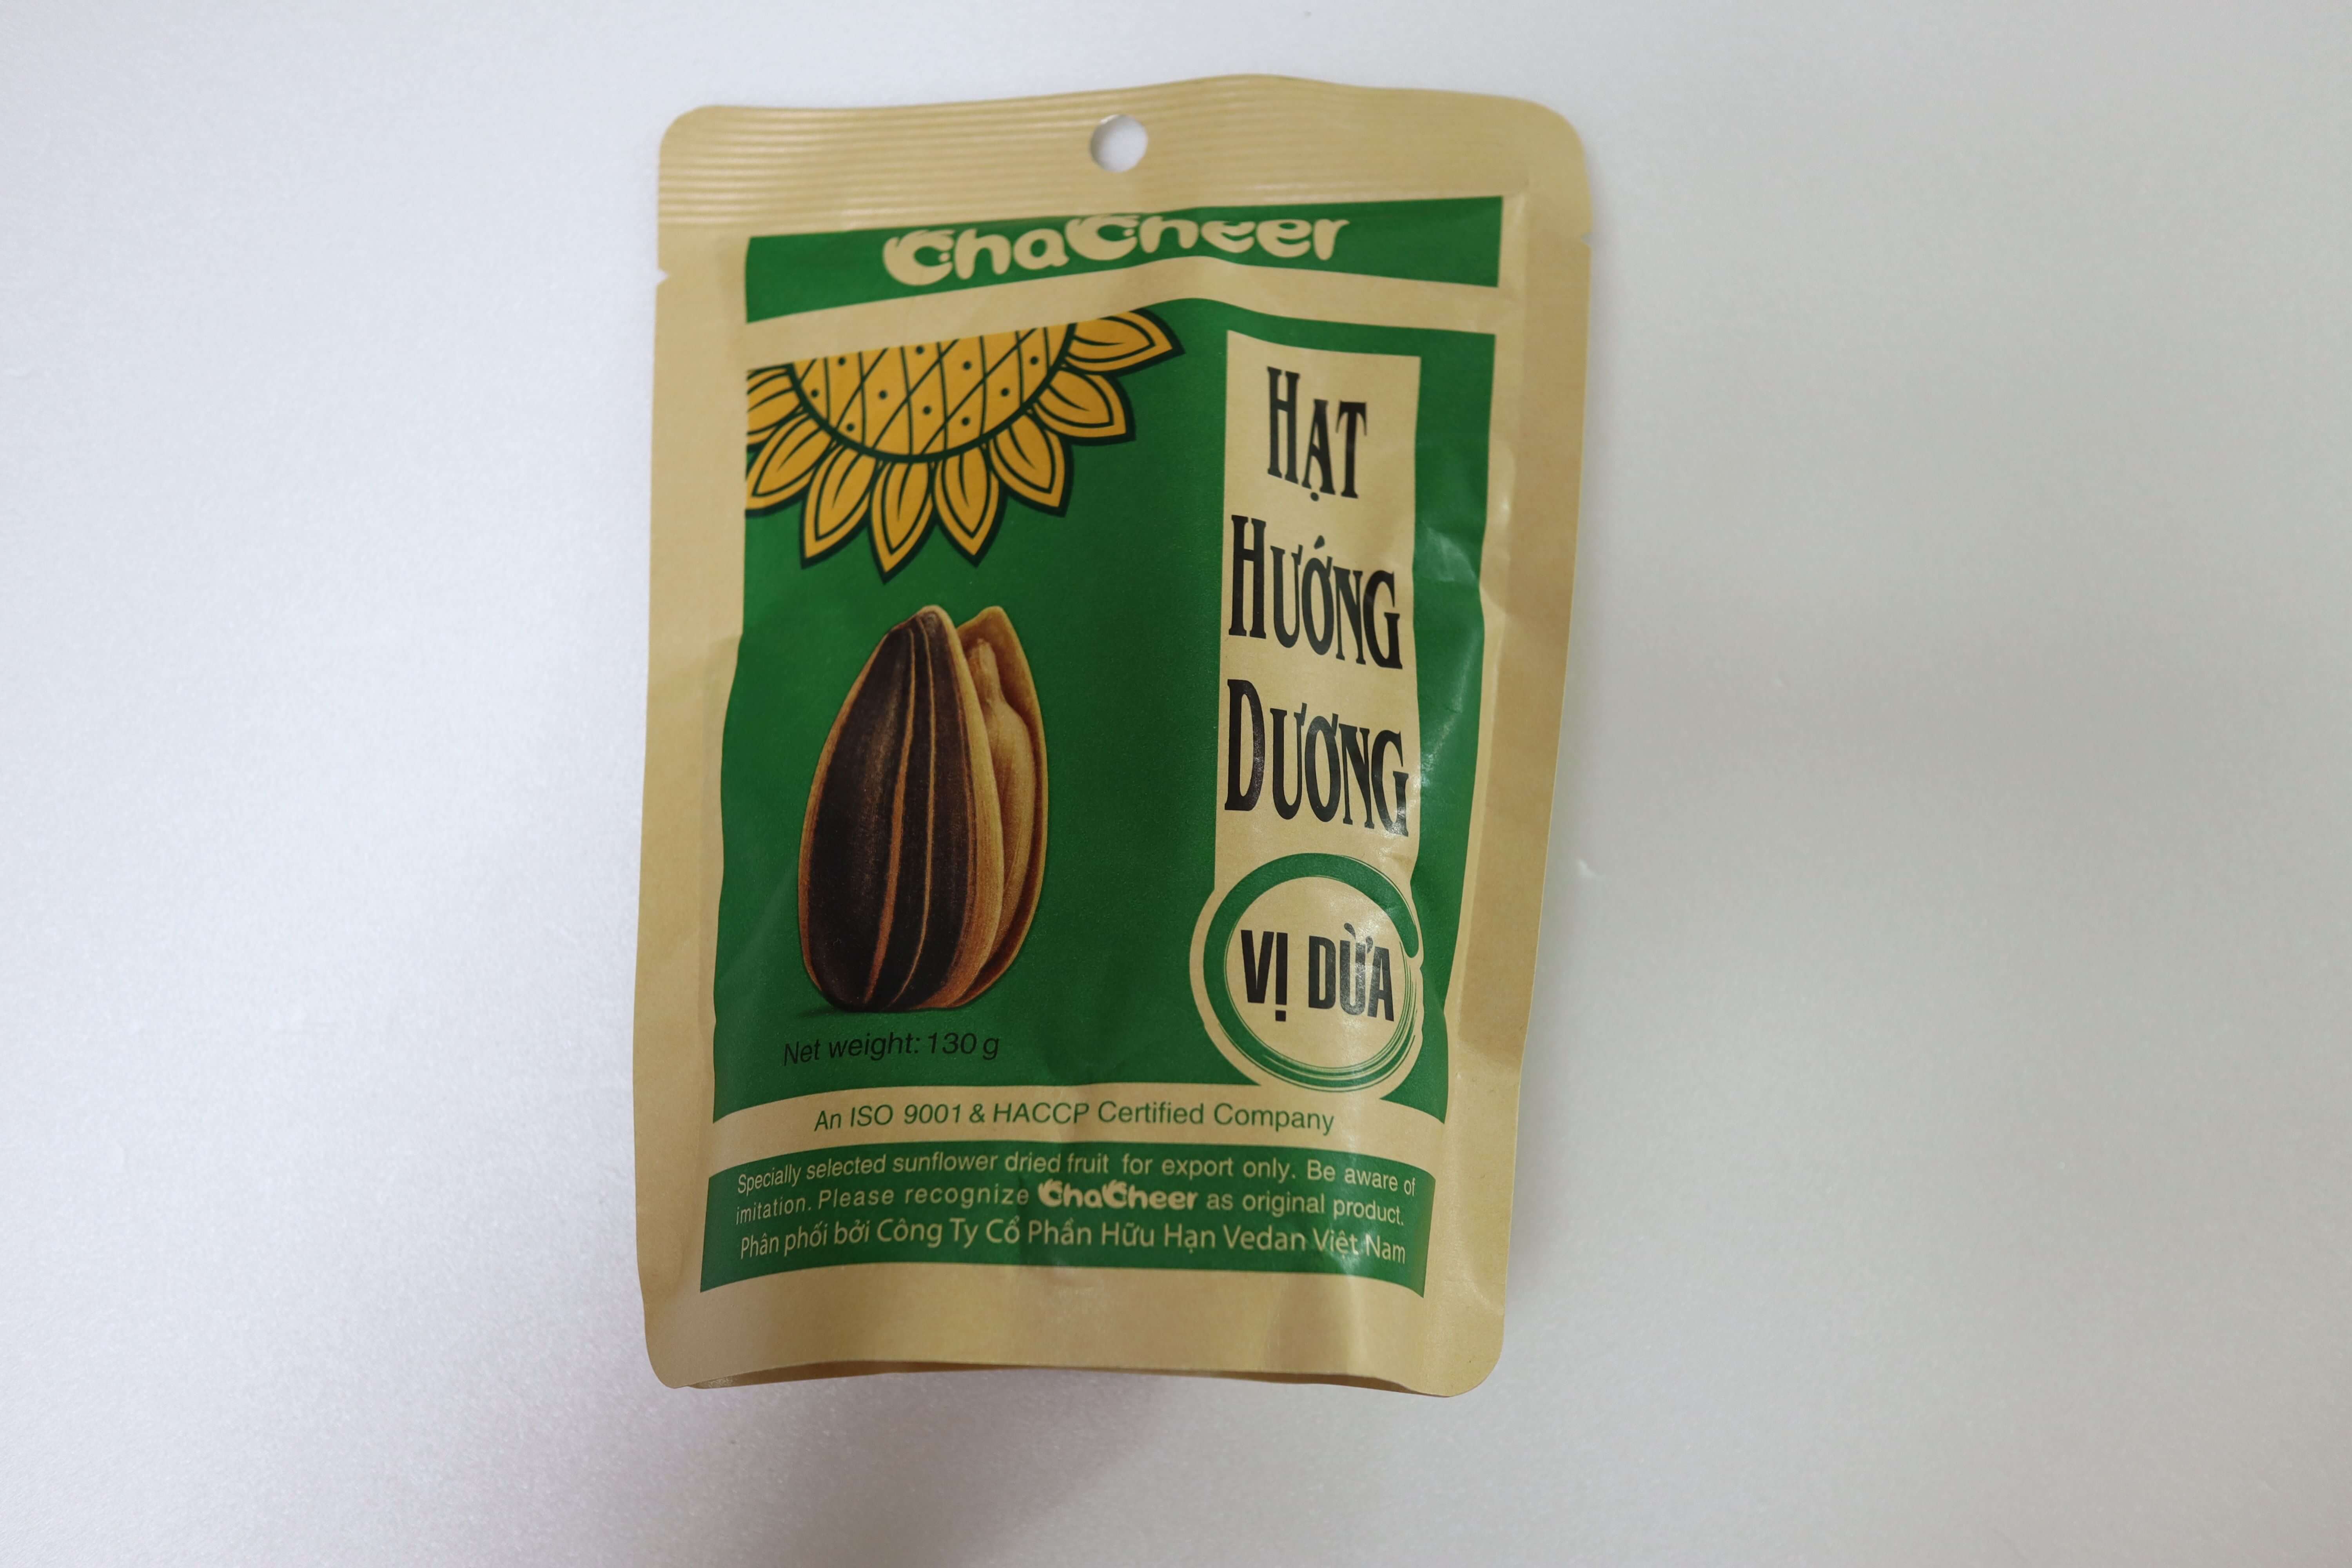 ChaCheer
HẠT
HƯỚNG
DƯƠNG
VỊ DỪA
Net weight: 130 g
An ISO 9001 & HACCP Certified Company
Specially selected sunflower dried fruit for export only. Be aware of
imitation. Please recognize ChaCheer as original product.
Phân phối bởi Công Ty Cổ Phần Hữu Hạn Vedan Việt Nam